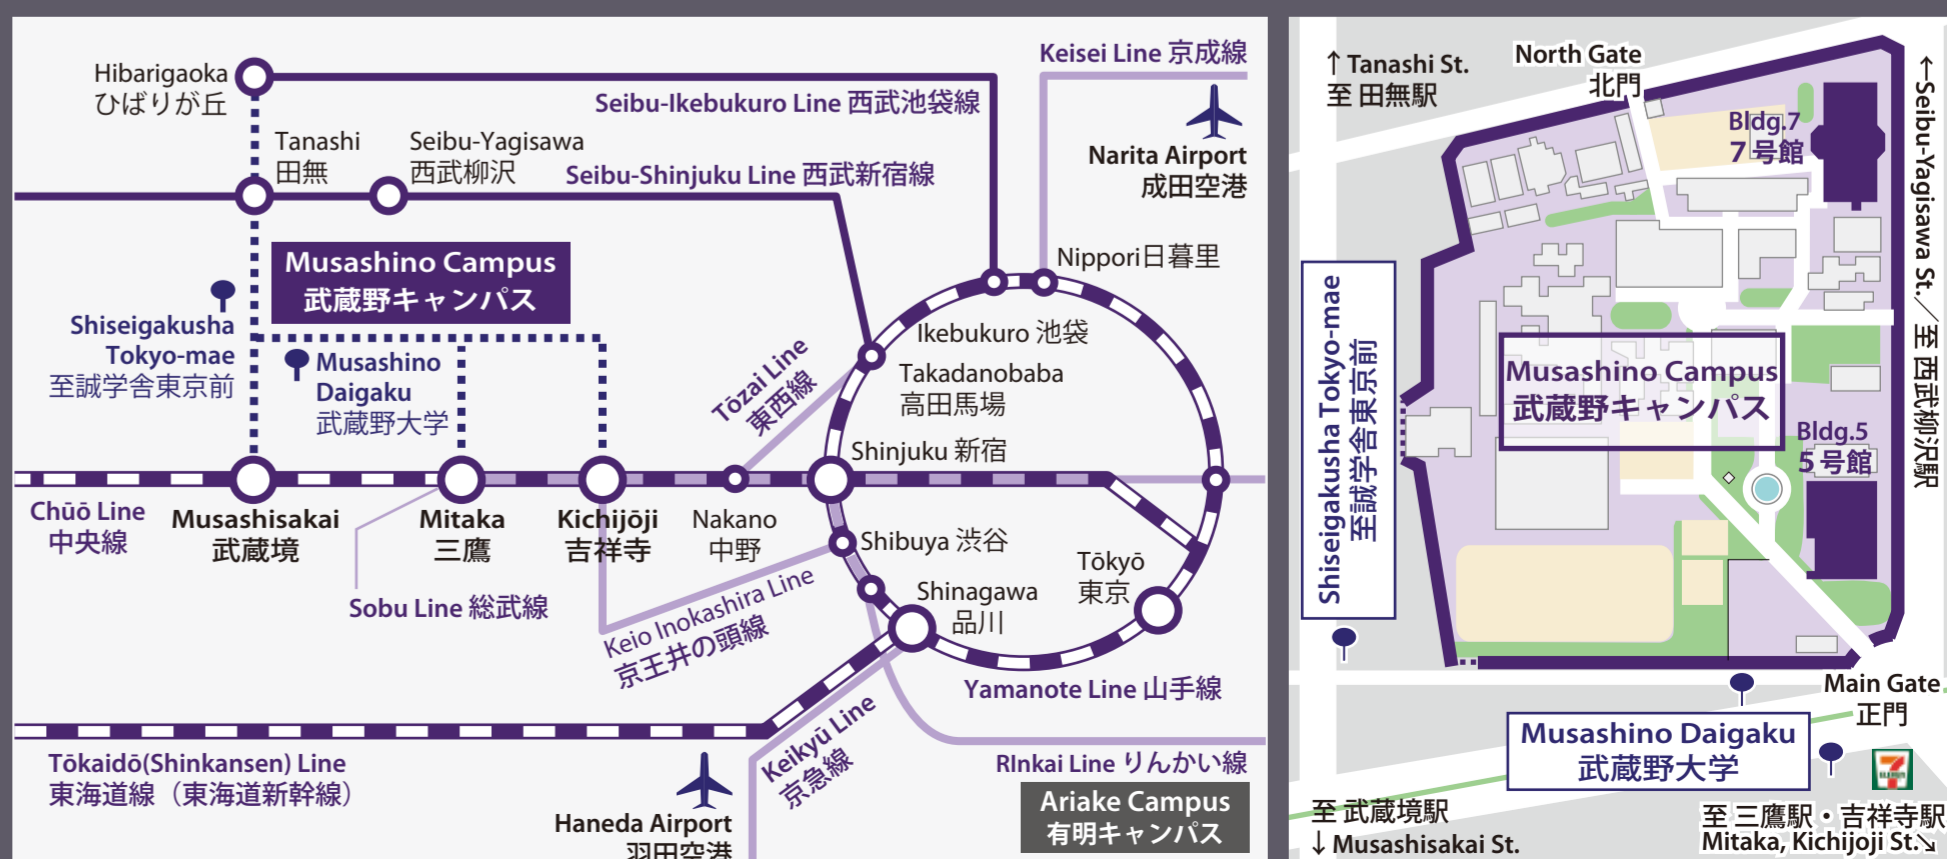 Hibarigaoka
ひばりが丘
Seibu-Ikebukuro Line 西武池袋線
Keisei Line 京成線
Narita Airport
成田空港
Tanashi
田無
Seibu-Yagisawa
西武柳沢
Seibu-Shinjuku Line 西武新宿線
Nippori日暮里
Musashino Campus
武蔵野キャンパス
Shiseigakusha
Tokyo-mae
至誠学舎東京前
Musashino
Daigaku
武蔵野大学
Ikebukuro 池袋
Takadanobaba
高田馬場
Tōzai Line
東西線
Shinjuku 新宿
Chūō Line
中央線
Musashisakai
武蔵境
Mitaka
三鷹
Kichijōji
吉祥寺
Nakano
中野
Shibuya 渋谷
Tōkyō
東京
Shinagawa
品川
Sobu Line 総武線
Keio Inokashira Line
京王井の頭線
Yamanote Line 山手線
Tōkaidō(Shinkansen) Line
東海道線（東海道新幹線）
Keikyū Line
京急線
RInkai Line りんかい線
Haneda Airport
羽田空港
Ariake Campus
有明キャンパス
↑ Tanashi St.
至 田無駅
North Gate
北門
Bldg.7
7 号館
←Seibu-Yagisawa St.／至 西武柳沢駅
Shiseigakusha Tokyo-mae
至誠学舎東京前
Musashino Campus
武蔵野キャンパス
Bldg.5
5 号館
Main Gate
正門
Musashino Daigaku
武蔵野大学
7
ELEVEN
至 武蔵境駅
↓ Musashisakai St.
至 三鷹駅・吉祥寺駅
Mitaka, Kichijoji St.↘